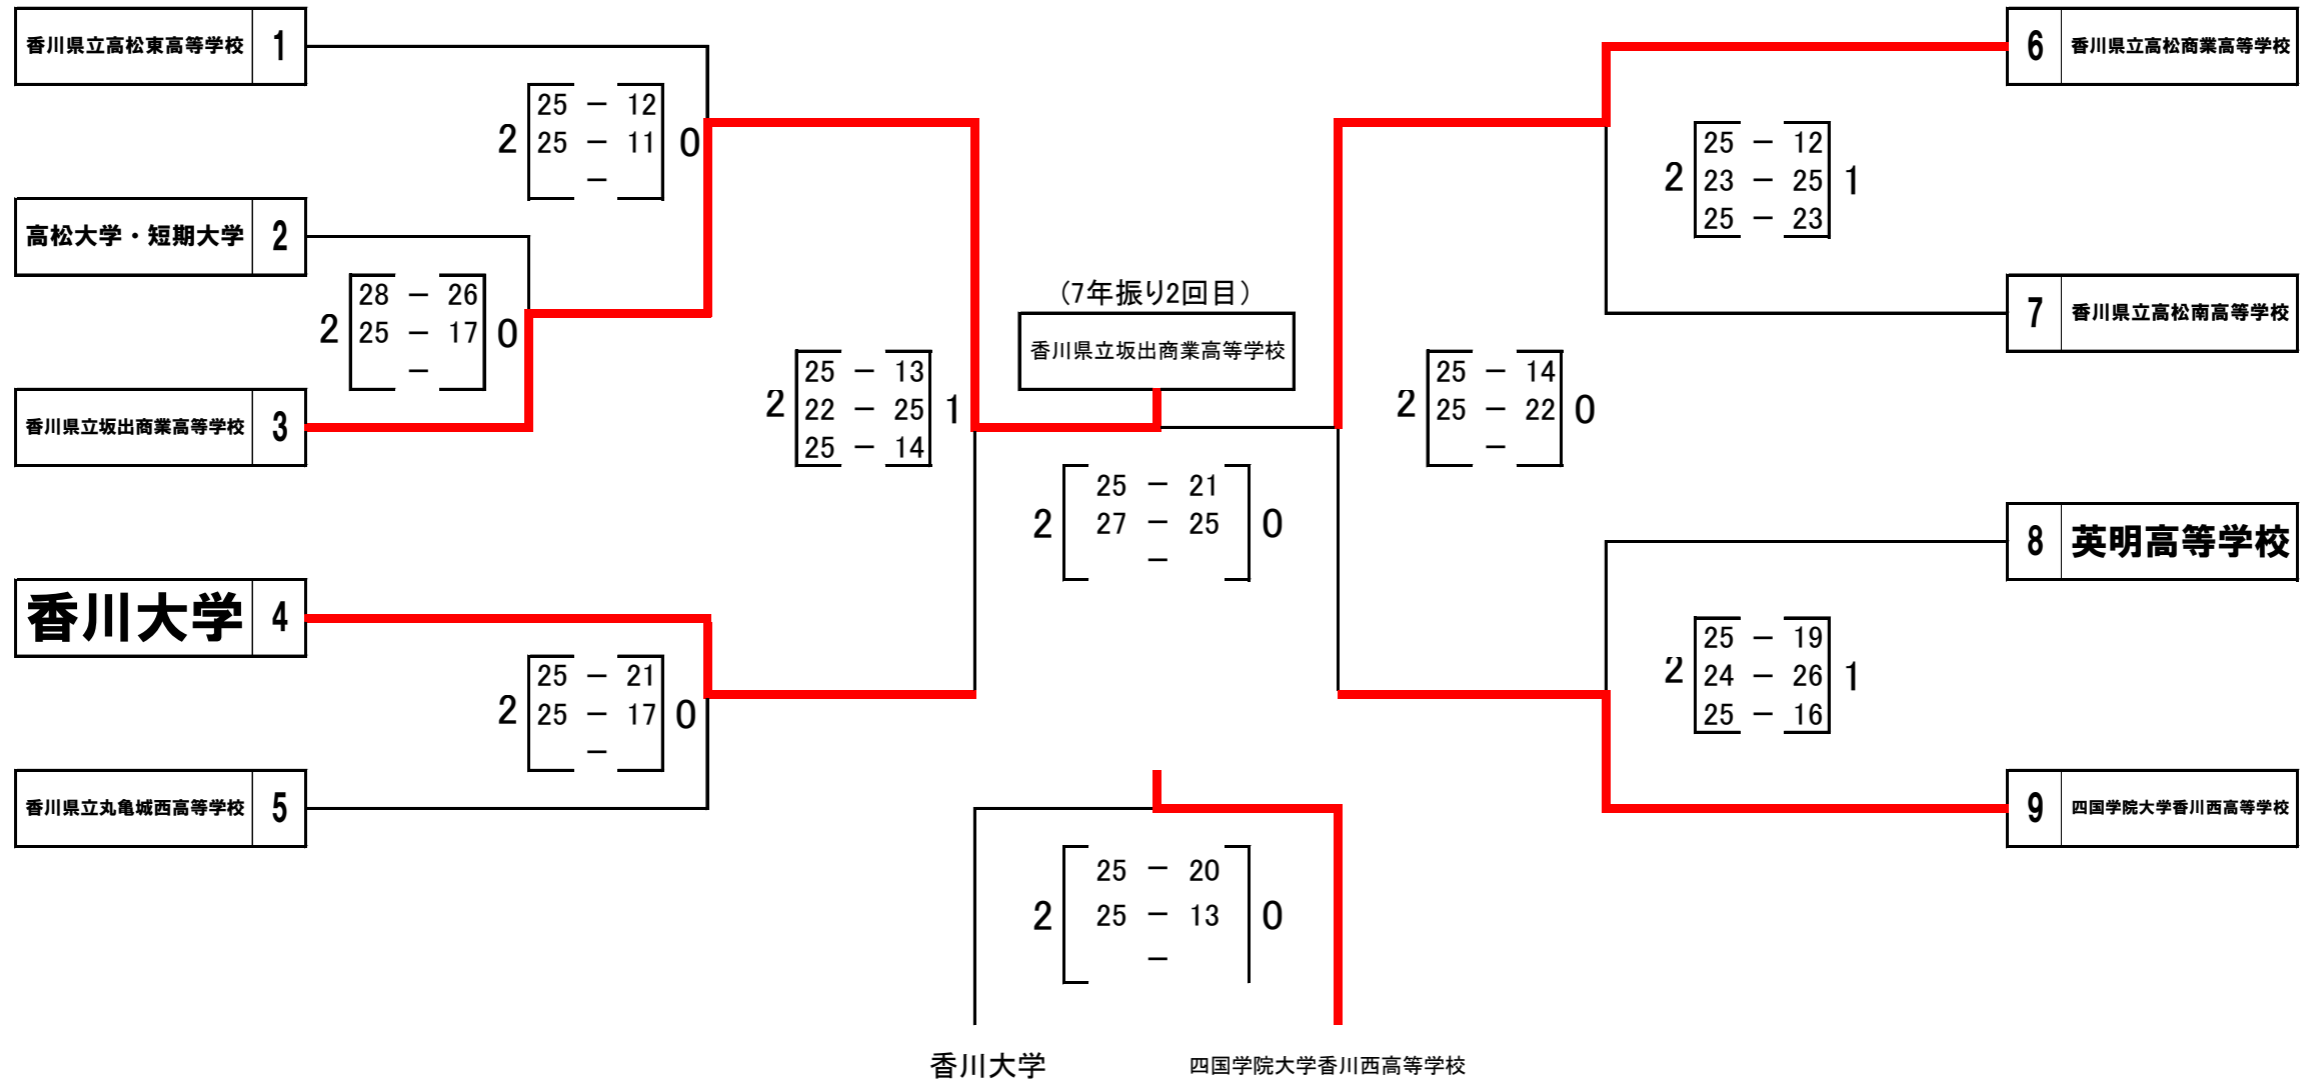 香川県立高松東高等学校 1
2 25 － 12 0
25 － 11
－
高松大学・短期大学 2
2 28 － 26 0
25 － 17
－
香川県立坂出商業高等学校 3
2 25 － 13 1
22 － 25
25 － 14
香川大学 4
2 25 － 21 0
25 － 17
－
香川県立丸亀城西高等学校 5
（7年振り2回目）
香川県立坂出商業高等学校
2 25 － 21 0
27 － 25
－
6 香川県立高松商業高等学校
2 25 － 12 1
23 － 25
25 － 23
7 香川県立高松南高等学校
2 25 － 14 0
25 － 22
－
8 英明高等学校
2 25 － 19 1
24 － 26
25 － 16
9 四国学院大学香川西高等学校
2 25 － 20 0
25 － 13
－
香川大学
四国学院大学香川西高等学校